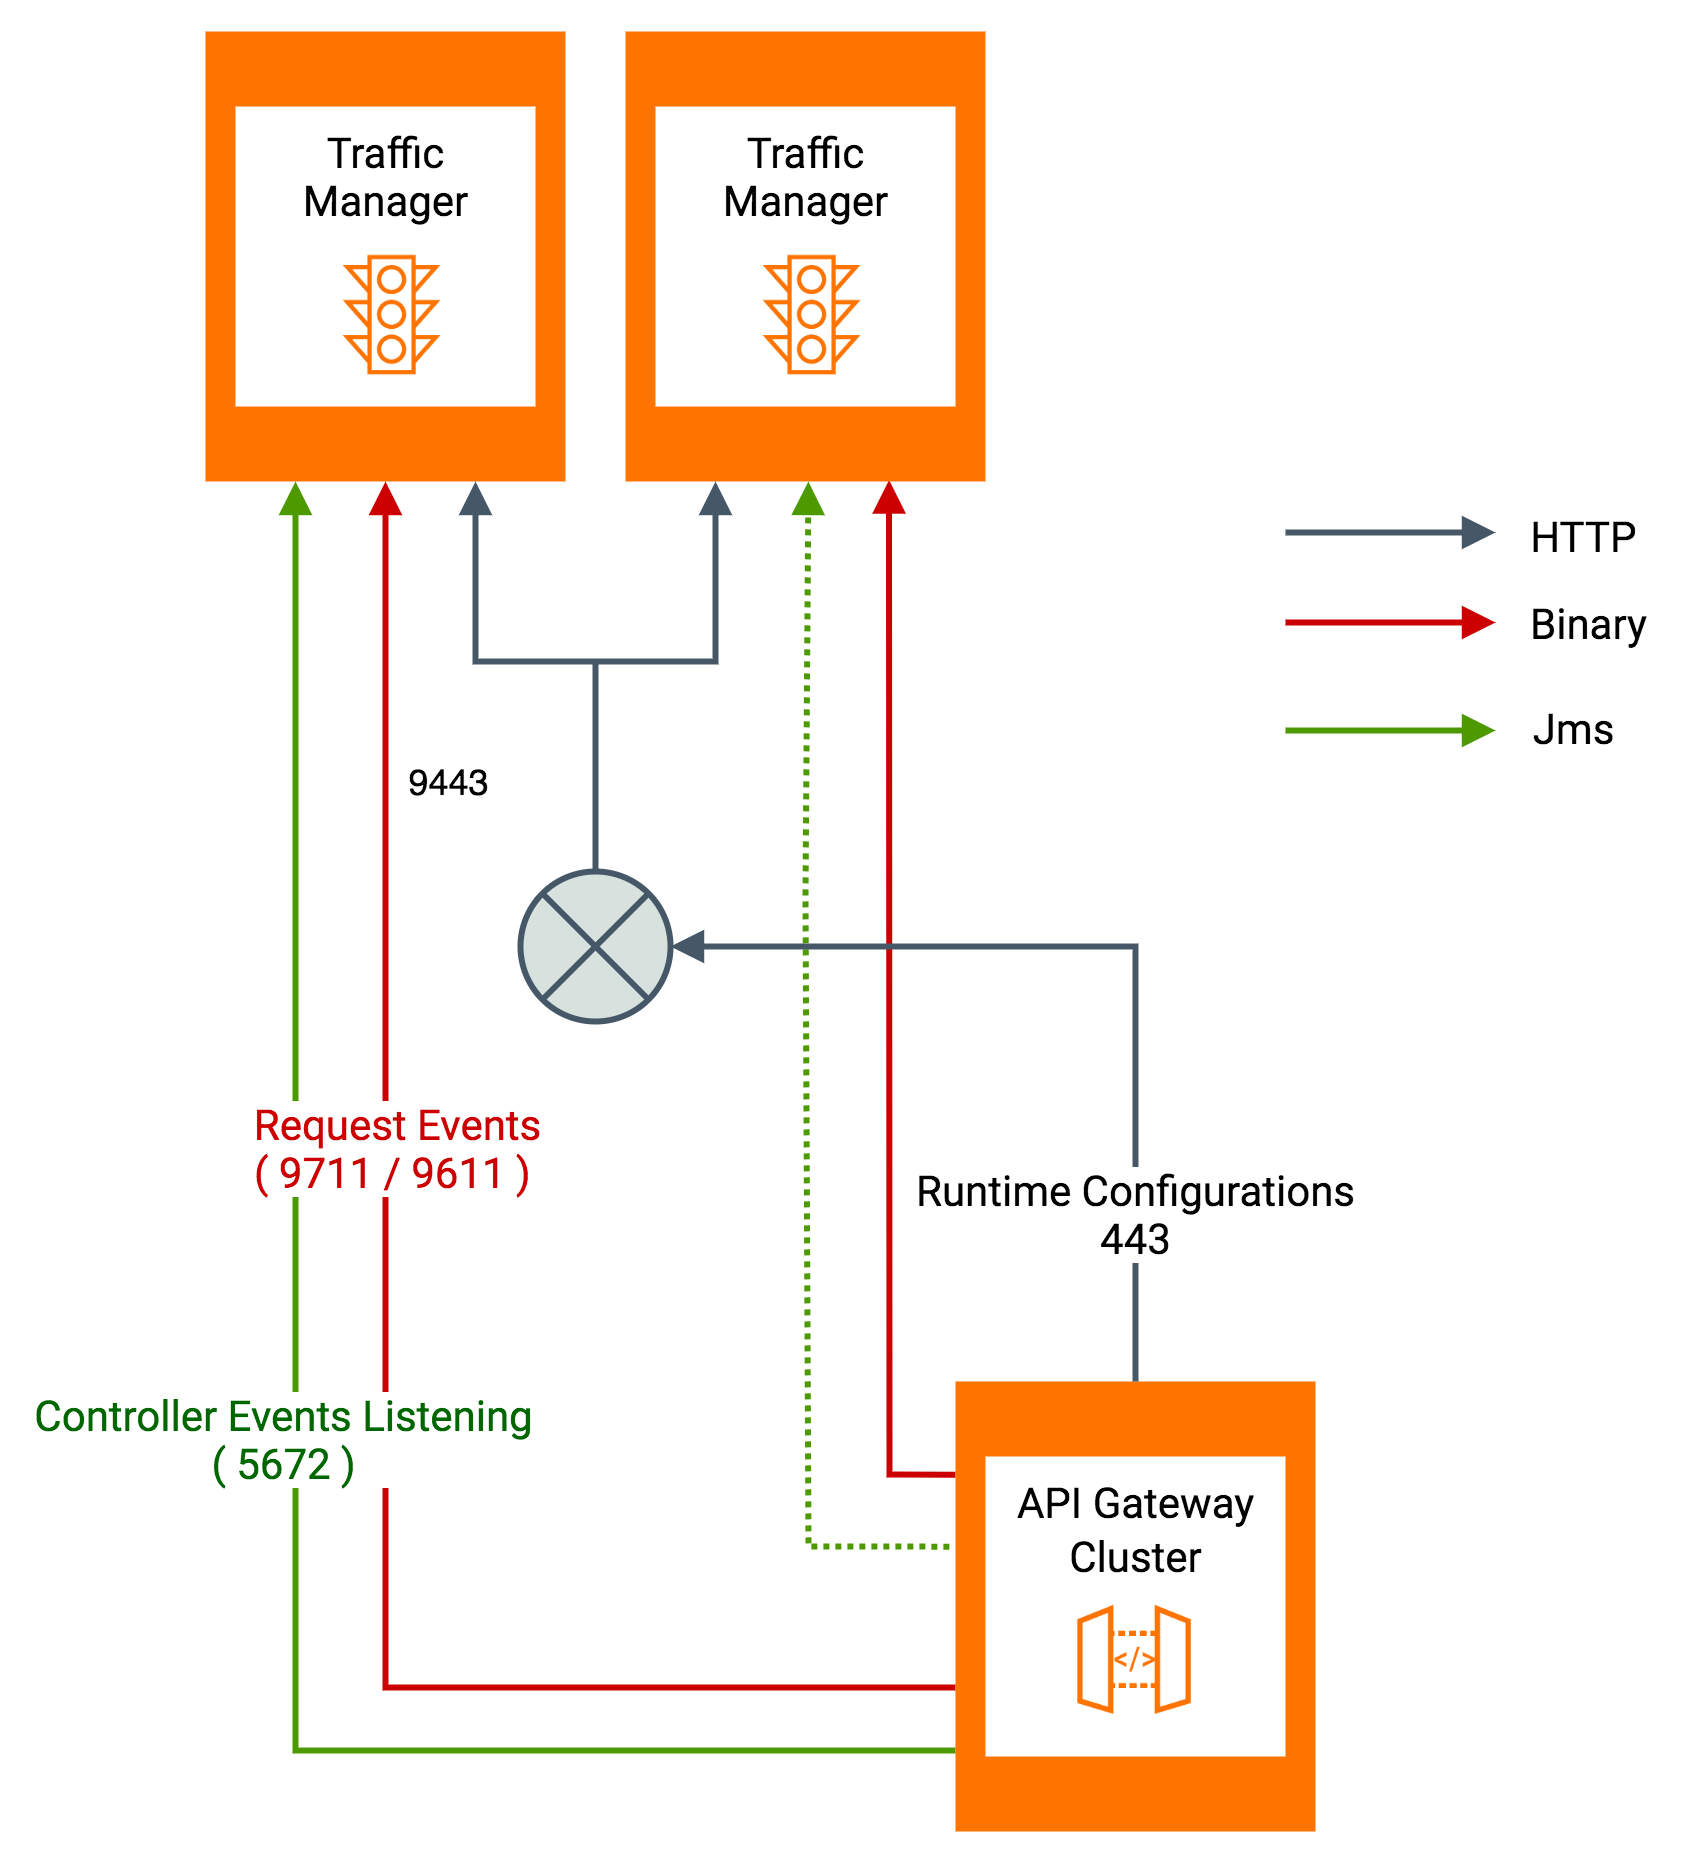 Traffic
Manager
Traffic
Manager
HTTP
Binary
Jms
9443
Request Events
( 9711 / 9611 )
Runtime Configurations
443
Controller Events Listening
( 5672 )
API Gateway
Cluster
</>